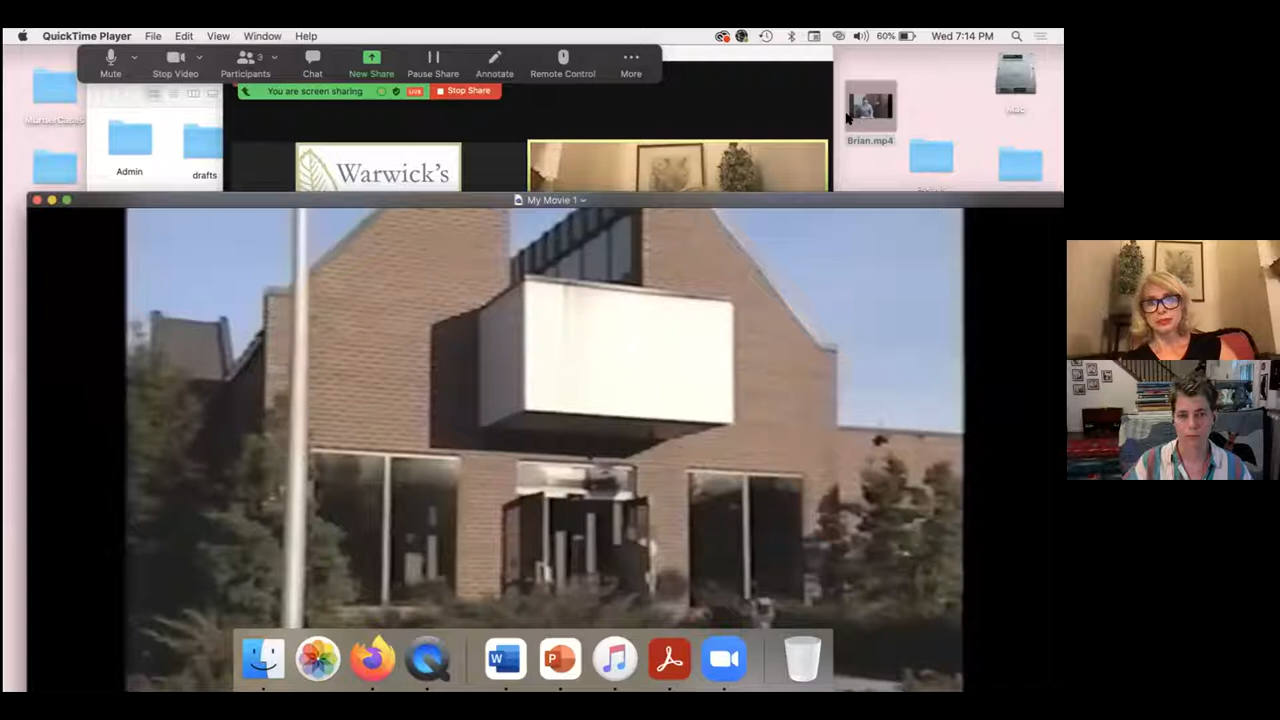 QuickTime Player File Edit View Window Help 60% Wed 7:14 PM
Mute Stop Video Participants 3 Chat New Share Pause Share Annotate Remote Control More
You are screen sharing LIVE Stop Share
Mac
Brian.mp4
Admin
drafts
Warwick's
My Movie 1
W
P